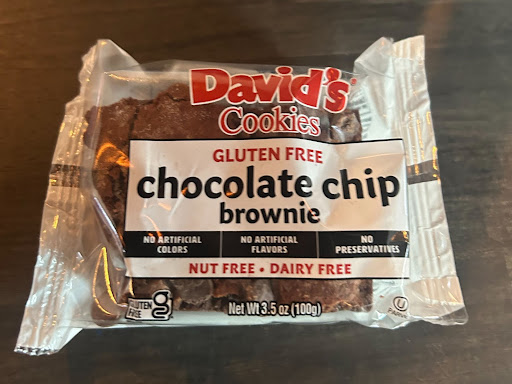 David's
Cookies
GLUTEN FREE
chocolate chip
brownie
NO ARTIFICIAL
COLORS
NO ARTIFICIAL
FLAVORS
NO
PRESERVATIVES
NUT FREE • DAIRY FREE
GLUTEN
FREE
Net Wt 3.5 oz (100g)
U